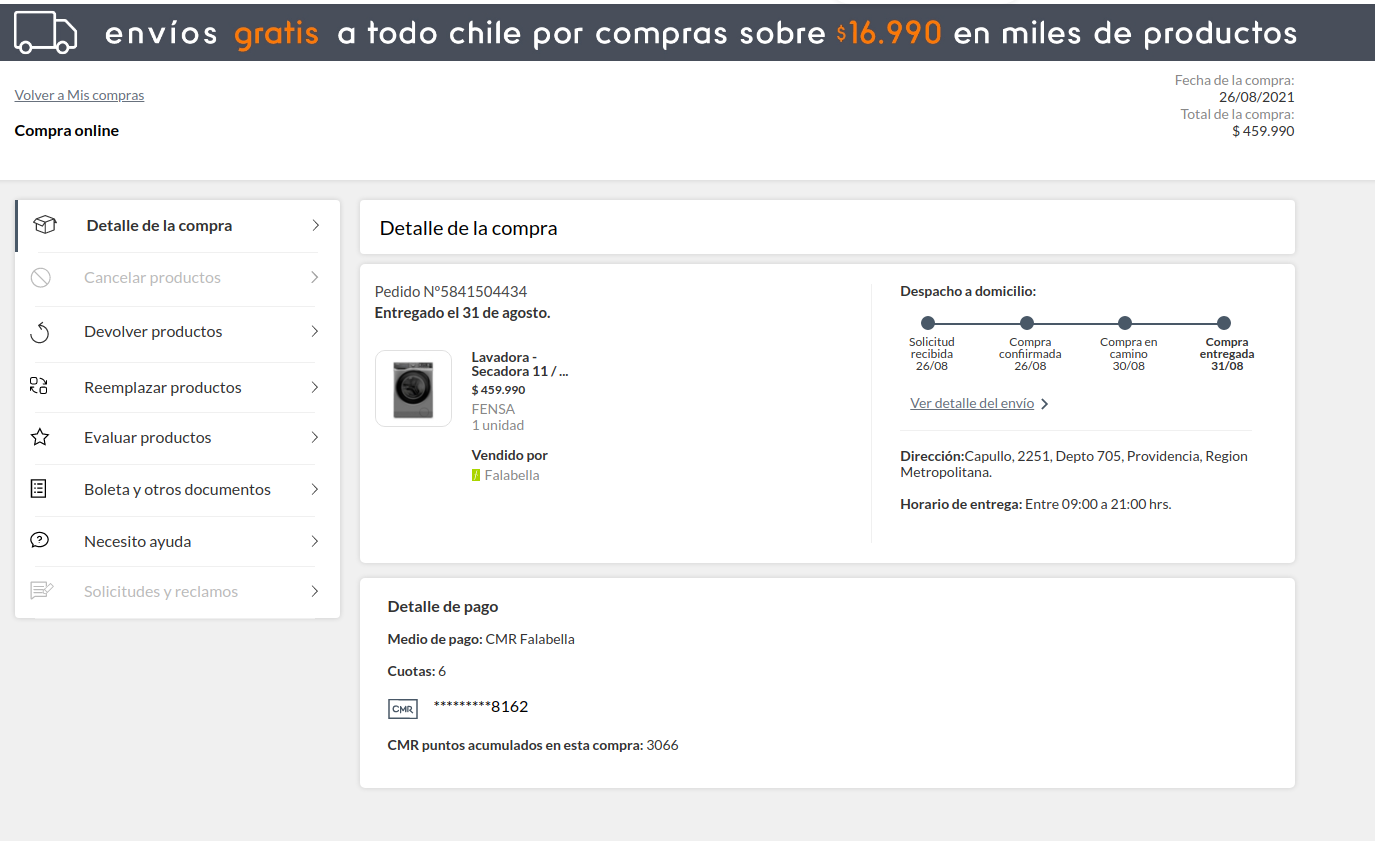 envíos gratis a todo chile por compras sobre $16.990 en miles de productos
Volver a Mis compras
Compra online
Fecha de la compra:
26/08/2021
Total de la compra:
$ 459.990
Detalle de la compra
Cancelar productos
Devolver productos
Reemplazar productos
Evaluar productos
Boleta y otros documentos
Necesito ayuda
Solicitudes y reclamos
Detalle de la compra
Pedido N°5841504434
Entregado el 31 de agosto.
Lavadora -
Secadora 11 / ...
$ 459.990
FENSA
1 unidad
Vendido por
Falabella
Despacho a domicilio:
Solicitud
recibida
26/08
Compra
confiirmada
26/08
Compra en
camino
30/08
Compra
entregada
31/08
Ver detalle del envío
Dirección:Capullo, 2251, Depto 705, Providencia, Region
Metropolitana.
Horario de entrega: Entre 09:00 a 21:00 hrs.
Detalle de pago
Medio de pago: CMR Falabella
Cuotas: 6
CMR *********8162
CMR puntos acumulados en esta compra: 3066